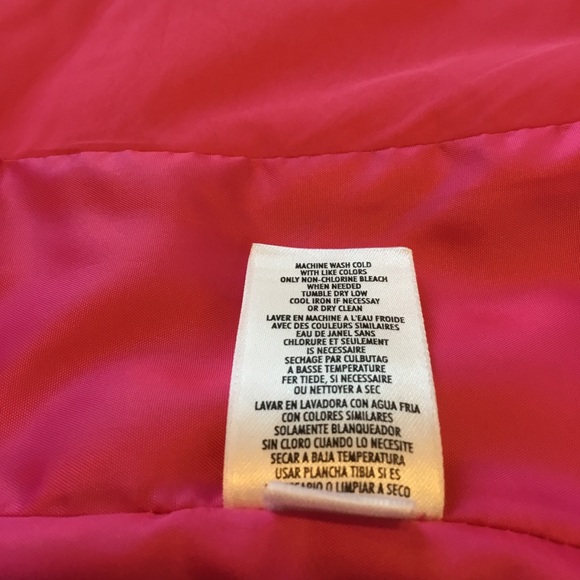 MACHINE WASH COLD
WITH LIKE COLORS
ONLY NON-CHLORINE BLEACH
WHEN NEEDED
TUMBLE DRY LOW
COOL IRON IF NECESSAY
OR DRY CLEAN
LAVER EN MACHINE A L'EAU FROIDE
AVEC DES COULEURS SIMILAIRES
EAU DE JANEL SANS
CHLORURE ET SEULEMENT
IS NECESSAIRE
SECHAGE PAR CULBUTAG
A BASSE TEMPERATURE
FER TIEDE, SI NECESSAIRE
OU NETTOYER A SEC
LAVAR EN LAVADORA CON AGUA FRIA
CON COLORES SIMILARES
SOLAMENTE BLANQUEADOR
SIN CLORO CUANDO LO NECESITE
SECAR A BAJA TEMPERATURA
USAR PLANCHA TIBIA SI ES
O LIMPIAR A SECO